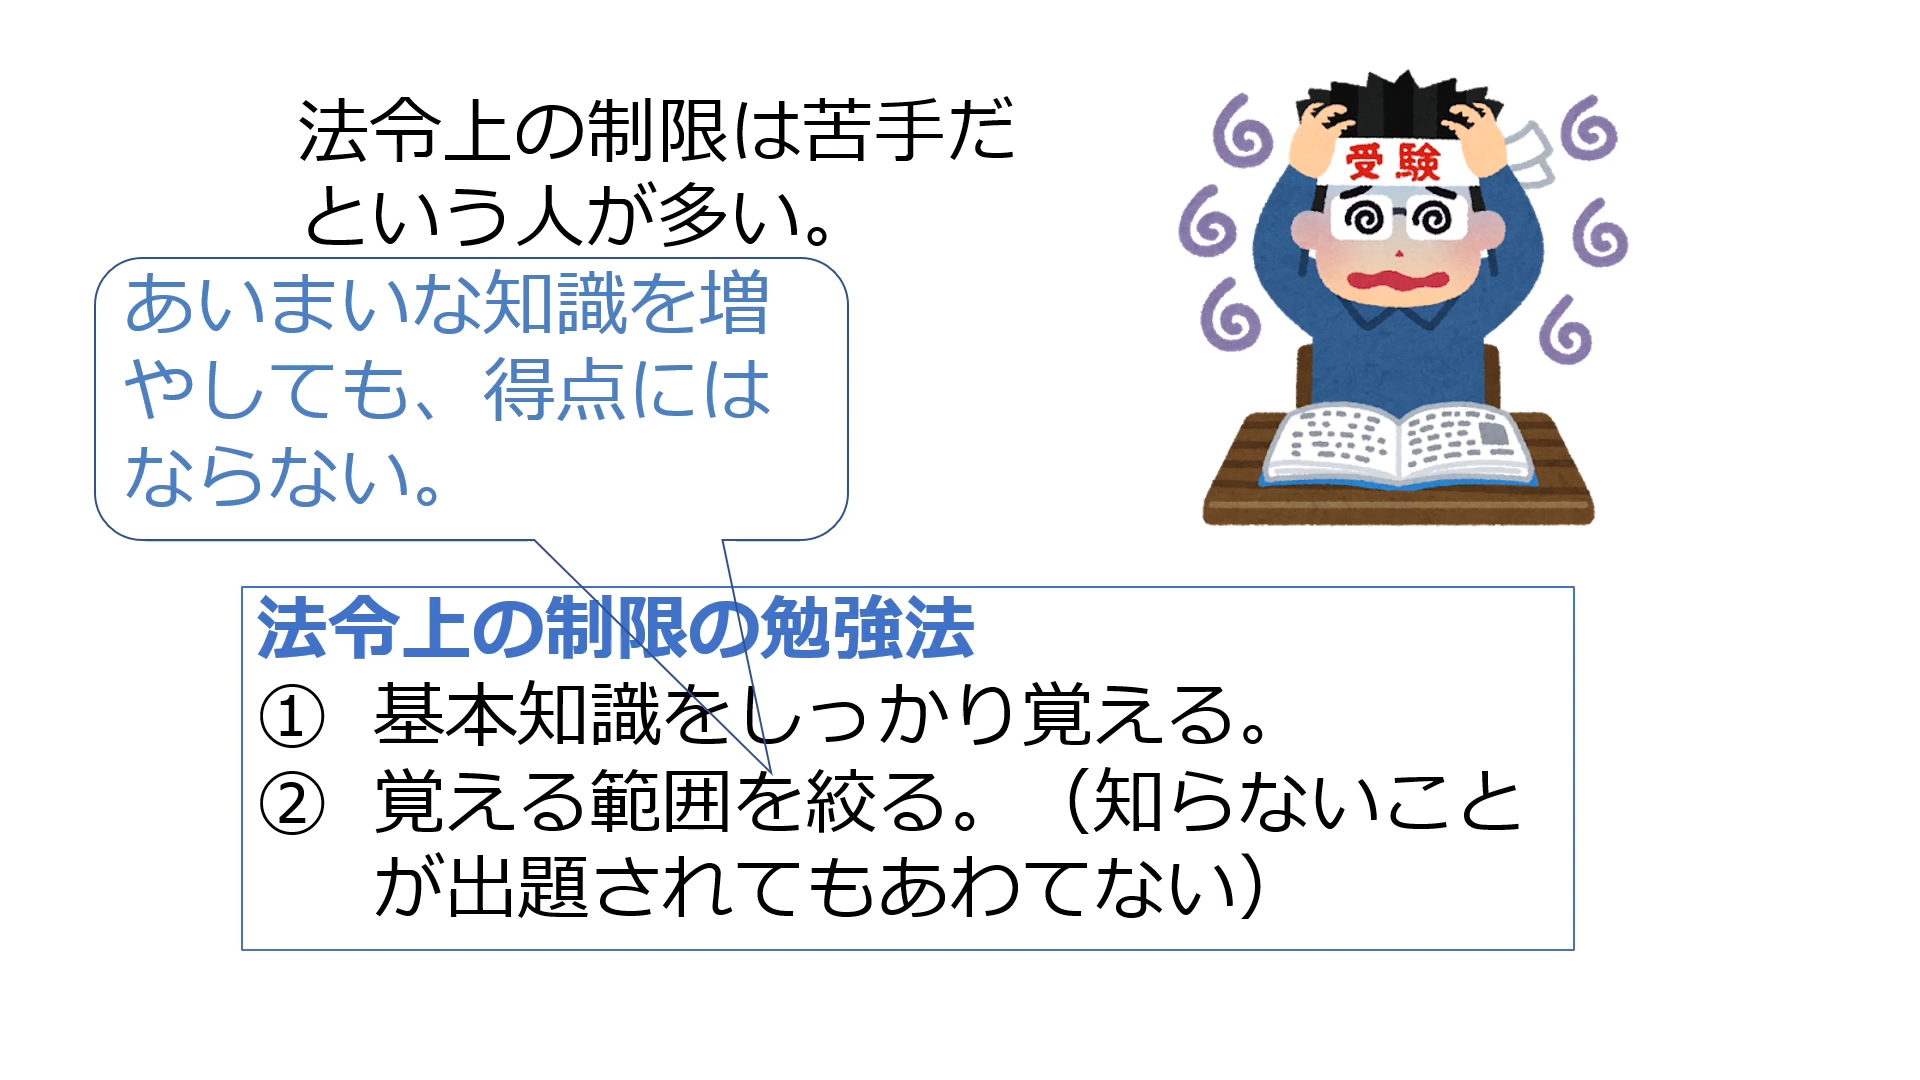 法令上の制限は苦手だ
という人が多い。
受験
あいまいな知識を増
やしても、得点には
ならない。
法令上の制限の勉強法
① 基本知識をしっかり覚える。
② 覚える範囲を絞る。（知らないこと
が出題されてもあわてない）